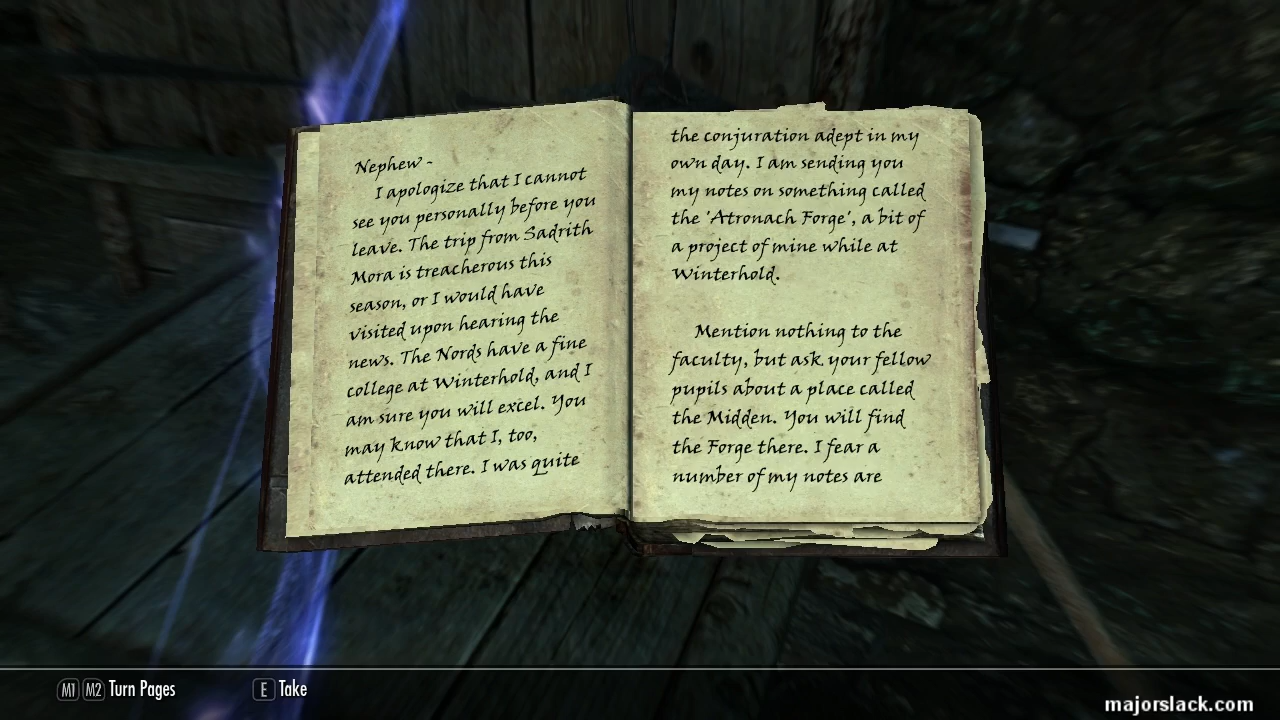 Nephew -
I apologize that I cannot
see you personally before you
leave. The trip from Sadrith
Mora is treacherous this
season, or I would have
visited upon hearing the
news. The Nords have a fine
college at Winterhold, and I
am sure you will excel. You
may know that I, too,
attended there. I was quite
the conjuration adept in my
own day. I am sending you
my notes on something called
the 'Atronach Forge', a bit of
a project of mine while at
Winterhold.
Mention nothing to the
faculty, but ask your fellow
pupils about a place called
the Midden. You will find
the Forge there. I fear a
number of my notes are
M1 M2 Turn Pages
E Take
majorslack.com